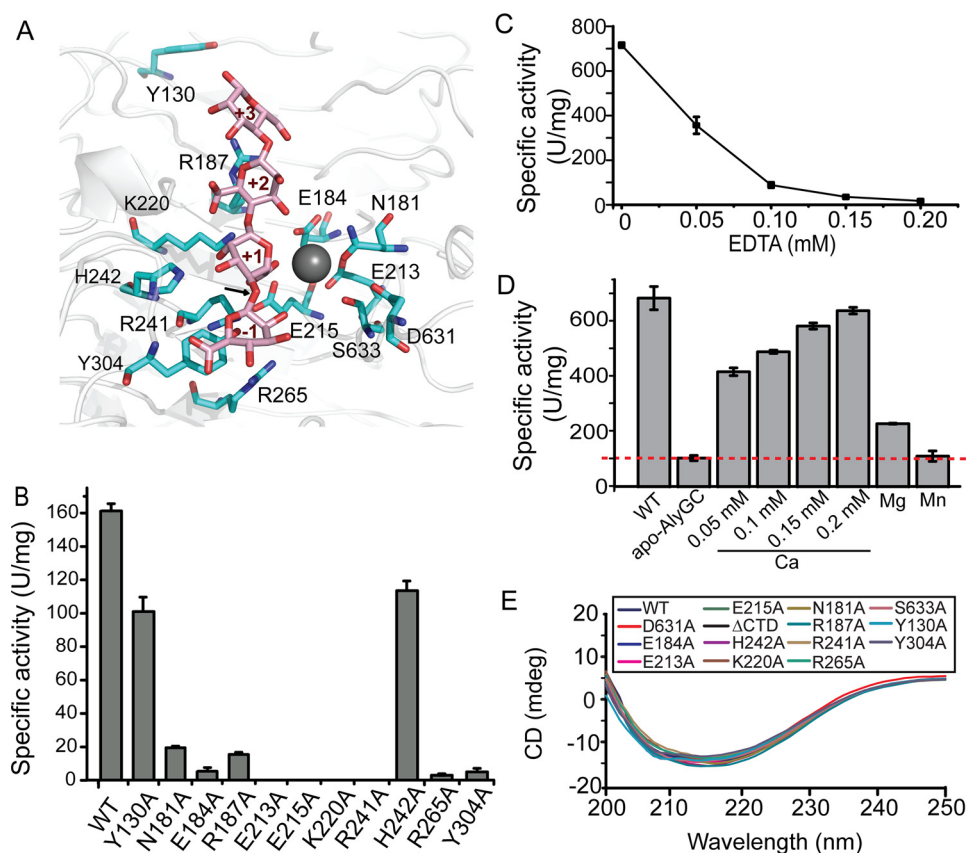 A
Y130
+3
R187
+2
E184
N181
K220
+1
H242
E213
R241
E215
-1
S633
D631
Y304
R265
B
Specific activity (U/mg)
160
140
120
100
80
60
40
20
0
WT
Y130A
N181A
E184A
R187A
E213A
E215A
K220A
R241A
H242A
R265A
Y304A
C
Specific activity
(U/mg)
800
600
400
200
0
0 0.05 0.10 0.15 0.20
EDTA (mM)
D
Specific activity
(U/mg)
600
400
200
0
WT
apo-AlyGC
0.05 mM
0.1 mM
0.15 mM
0.2 mM
Mg
Mn
Ca
E
CD (mdeg)
20
10
0
-10
-15
WT E215A N181A S633A
D631A ΔCTD R187A Y130A
E184A H242A R241A Y304A
E213A K220A R265A
200 210 220 230 240 250
Wavelength (nm)